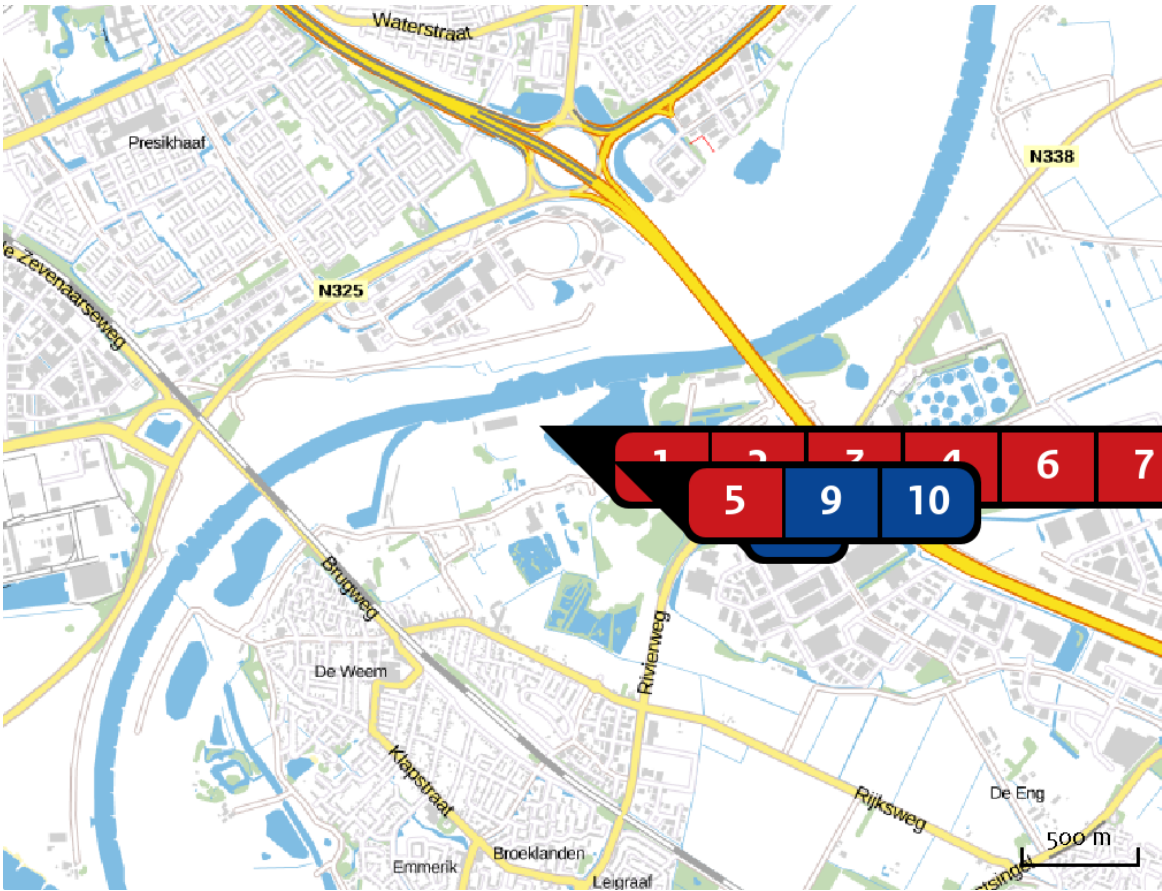 Waterstraat
Presikhaaf
N338
Zevenaarseweg
N325
1 2 3 4 6 7
5 9 10
Brugweg
De Weem
Rivierweg
Klapstraat
Rijksweg
De Eng
500 m
Broeklanden
Emmerik
Leigraaf